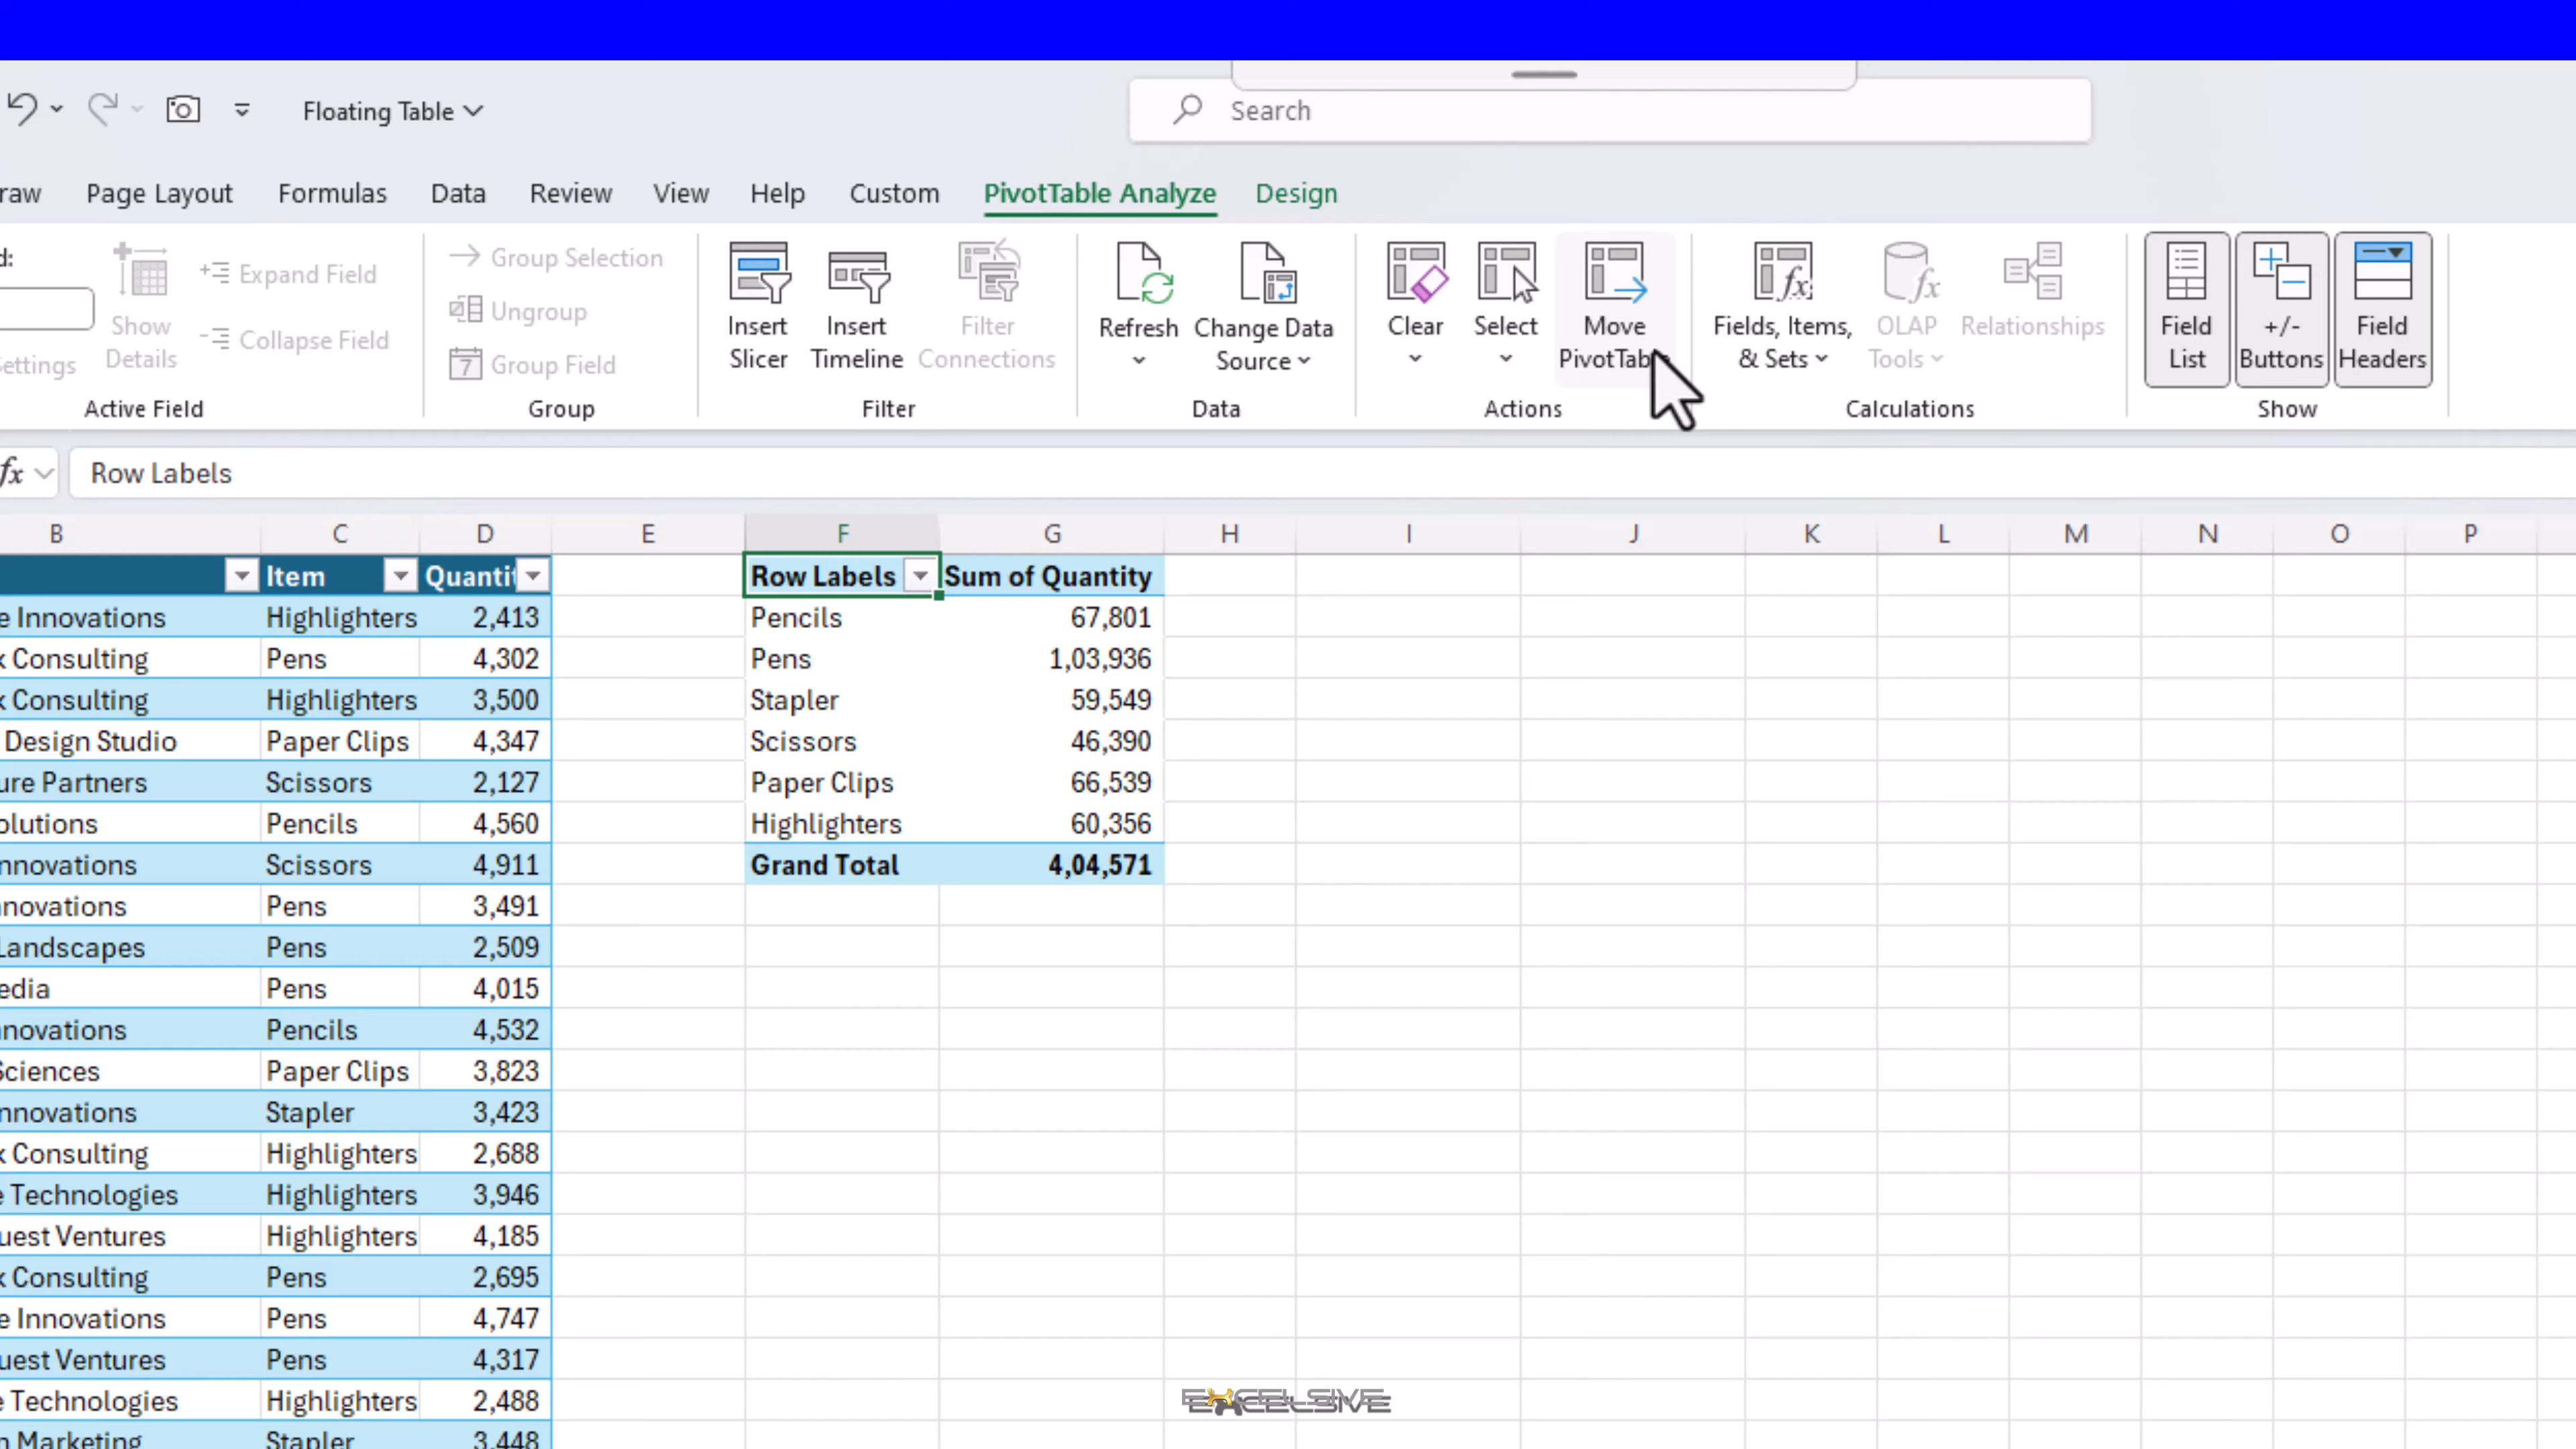 Floating Table
Search
raw Page Layout Formulas Data Review View Help Custom PivotTable Analyze Design
d:
Show Details
ettings
Expand Field
Collapse Field
Active Field
Group Selection
Ungroup
7 Group Field
Group
Insert Slicer
Insert Timeline
Filter Connections
Filter
Refresh
Change Data Source
Data
Clear
Select
Move PivotTab
Actions
Fields, Items, & Sets
OLAP Tools
Relationships
Calculations
Field List
+/- Buttons
Field Headers
Show
fx Row Labels
B C D E F G H I J K L M N O P
Item Quantit Row Labels Sum of Quantity
e Innovations Highlighters 2,413 Pencils 67,801
x Consulting Pens 4,302 Pens 1,03,936
x Consulting Highlighters 3,500 Stapler 59,549
Design Studio Paper Clips 4,347 Scissors 46,390
ure Partners Scissors 2,127 Paper Clips 66,539
olutions Pencils 4,560 Highlighters 60,356
nnovations Scissors 4,911 Grand Total 4,04,571
nnovations Pens 3,491
Landscapes Pens 2,509
edia Pens 4,015
nnovations Pencils 4,532
Sciences Paper Clips 3,823
nnovations Stapler 3,423
x Consulting Highlighters 2,688
e Technologies Highlighters 3,946
uest Ventures Highlighters 4,185
x Consulting Pens 2,695
e Innovations Pens 4,747
uest Ventures Pens 4,317
e Technologies Highlighters 2,488
n Marketing Stapler 3,448
EXCELSIVE